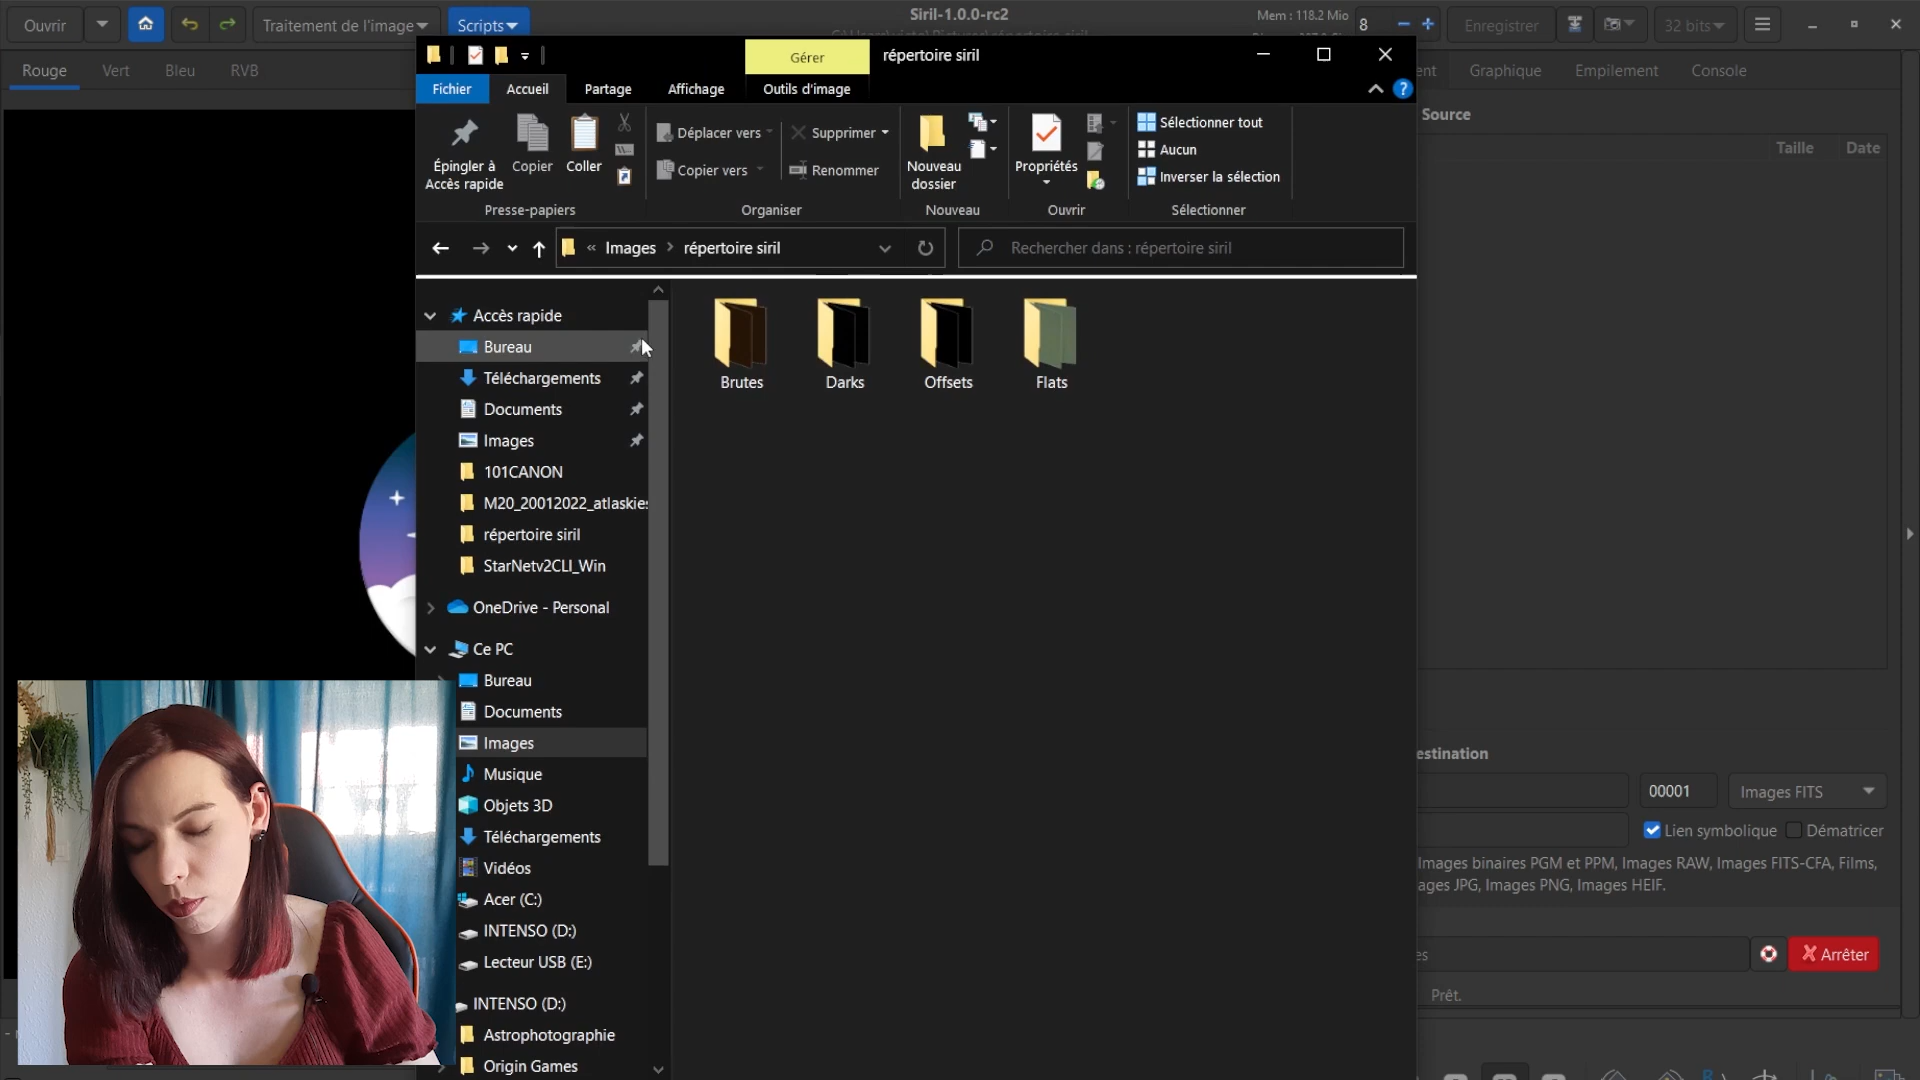 Ouvrir
Traitement de l'image
Scripts
Siril-1.0.0-rc2
Mem : 118.2 Mio
8
Enregistrer
32 bits
Rouge
Vert
Bleu
RVB
Graphique
Empilement
Console
Gérer
répertoire siril
Fichier
Accueil
Partage
Affichage
Outils d'image
Épingler à
Accès rapide
Copier
Coller
Presse-papiers
Déplacer vers
Copier vers
Supprimer
Renommer
Organiser
Nouveau
dossier
Nouveau
Propriétés
Ouvrir
Sélectionner tout
Aucun
Inverser la sélection
Sélectionner
« Images > répertoire siril
Rechercher dans : répertoire siril
Accès rapide
Bureau
Téléchargements
Documents
Images
101CANON
M20_20012022_atlaskies
répertoire siril
StarNetv2CLI_Win
OneDrive - Personal
Ce PC
Bureau
Documents
Images
Musique
Objets 3D
Téléchargements
Vidéos
Acer (C:)
INTENSO (D:)
Lecteur USB (E:)
INTENSO (D:)
Astrophotographie
Origin Games
Brutes
Darks
Offsets
Flats
Source
Taille
Date
estination
00001
Images FITS
Lien symbolique
Dématricer
Images binaires PGM et PPM, Images RAW, Images FITS-CFA, Films,
ages JPG, Images PNG, Images HEIF.
es
Arrêter
Prêt.